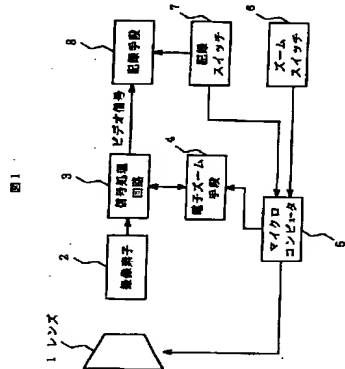 図1
8
記録手段
7
記録
スイッチ
6
ズーム
スイッチ
ビデオ信号
3
信号処理
回路
4
電子ズーム
手段
2
撮像素子
マイクロ
コンピュータ
5
1 レンズ